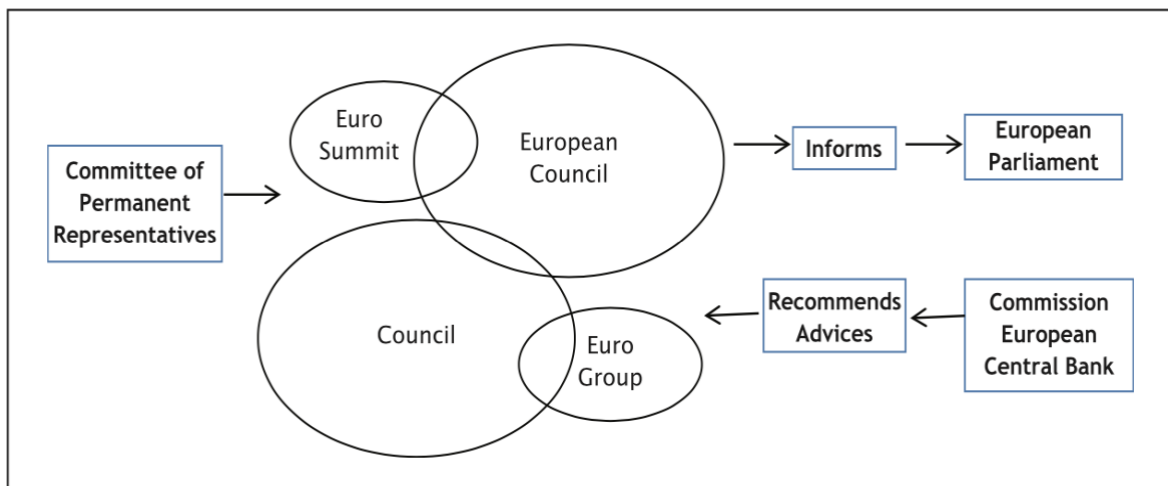 Euro
Summit
European
Council
Informs
European
Parliament
Committee of
Permanent
Representatives
Council
Euro
Group
Recommends
Advices
Commission
European
Central Bank